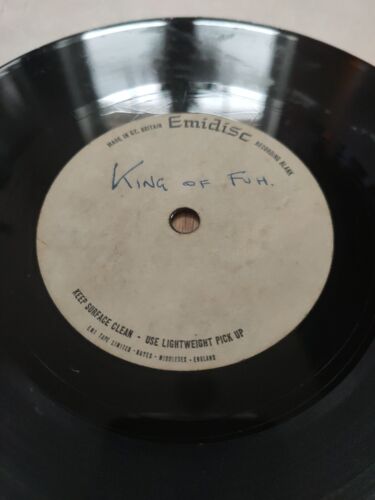 MADE IN GT. BRITAIN Emidisc RECORDING BLANK
KING OF FUH.
KEEP SURFACE CLEAN - USE LIGHTWEIGHT PICK UP
EMI TAPE LIMITED · HAYES · MIDDLESEX · ENGLAND